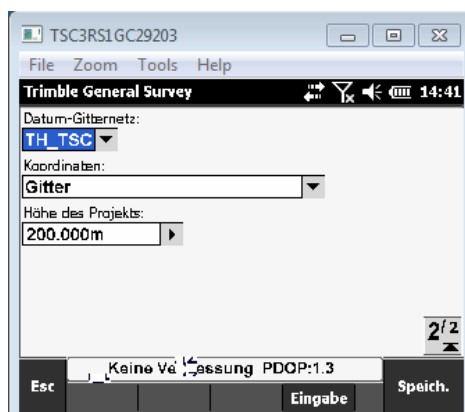 TSC3RS1GC29203
File Zoom Tools Help
Trimble General Survey 14:41
Datum-Gitternetz:
TH_TSC
Koordinaten:
Gitter
Höhe des Projekts:
200.000m
2/2
Keine PDOP:1.3
Esc Eingabe Speich.